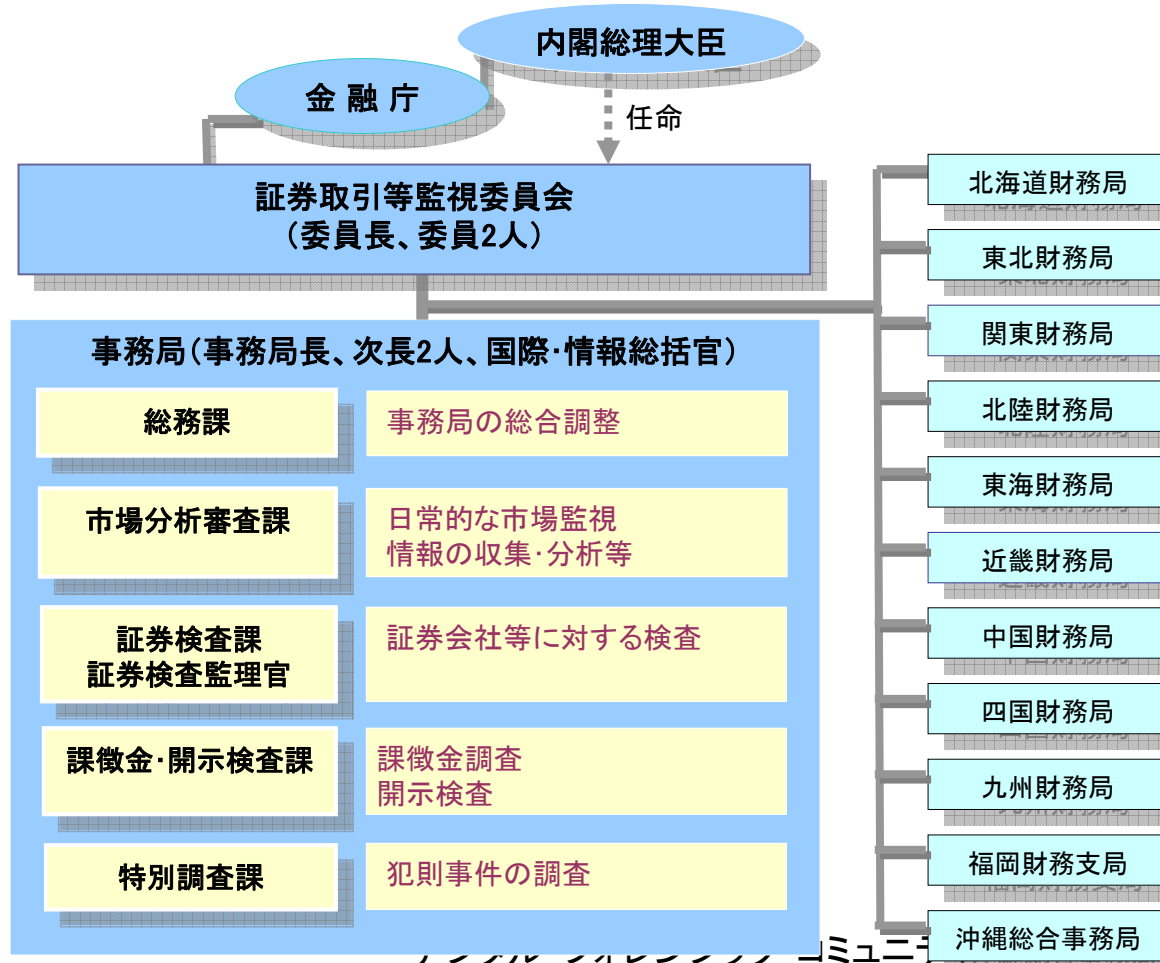 内閣総理大臣
金融庁
任命
証券取引等監視委員会
(委員長、委員2人)
事務局(事務局長、次長2人、国際・情報総括官)
総務課
事務局の総合調整
市場分析審査課
日常的な市場監視
情報の収集・分析等
証券検査課
証券検査監理官
証券会社等に対する検査
課徴金・開示検査課
課徴金調査
開示検査
特別調査課
犯則事件の調査
北海道財務局
東北財務局
関東財務局
北陸財務局
東海財務局
近畿財務局
中国財務局
四国財務局
九州財務局
福岡財務支局
沖縄総合事務局
コミュニテ